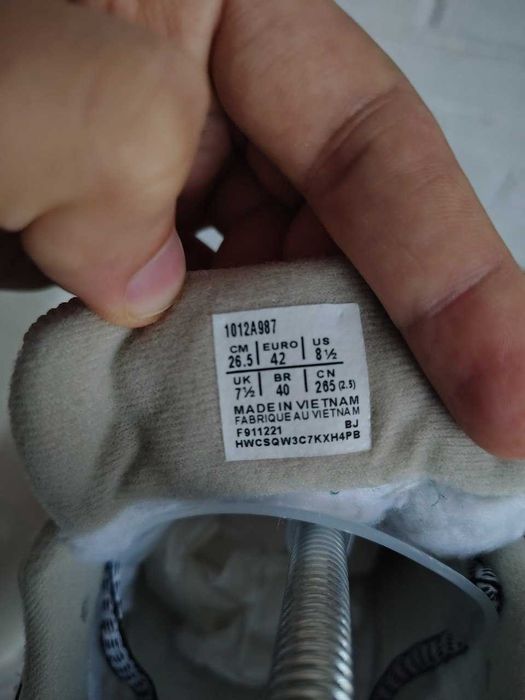 1012A987
CM EURO US
26.5 42 8½
UK BR CN
7½ 40 265 (2.5)
MADE IN VIETNAM
FABRIQUE AU VIETNAM
F911221 BJ
HWCSQW3C7KXH4PB